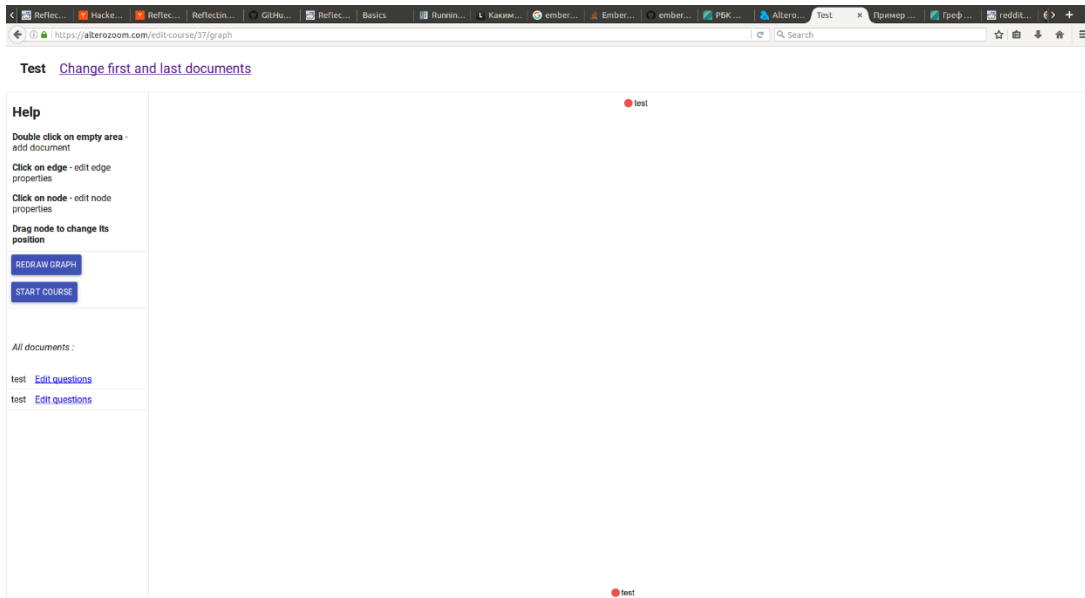 Reflec...
Hacke...
Reflec...
Reflectin...
GitHu...
Reflec...
Basics
Runnin...
Каким...
ember...
Ember...
ember...
РБК ...
Altero...
Test
Пример ...
Греф ...
reddit...
https://alterozoom.com/edit-course/37/graph
Search
Test Change first and last documents
Help
Double click on empty area -
add document
Click on edge - edit edge
properties
Click on node - edit node
properties
Drag node to change its
position
REDRAW GRAPH
START COURSE
All documents :
test Edit questions
test Edit questions
test
test